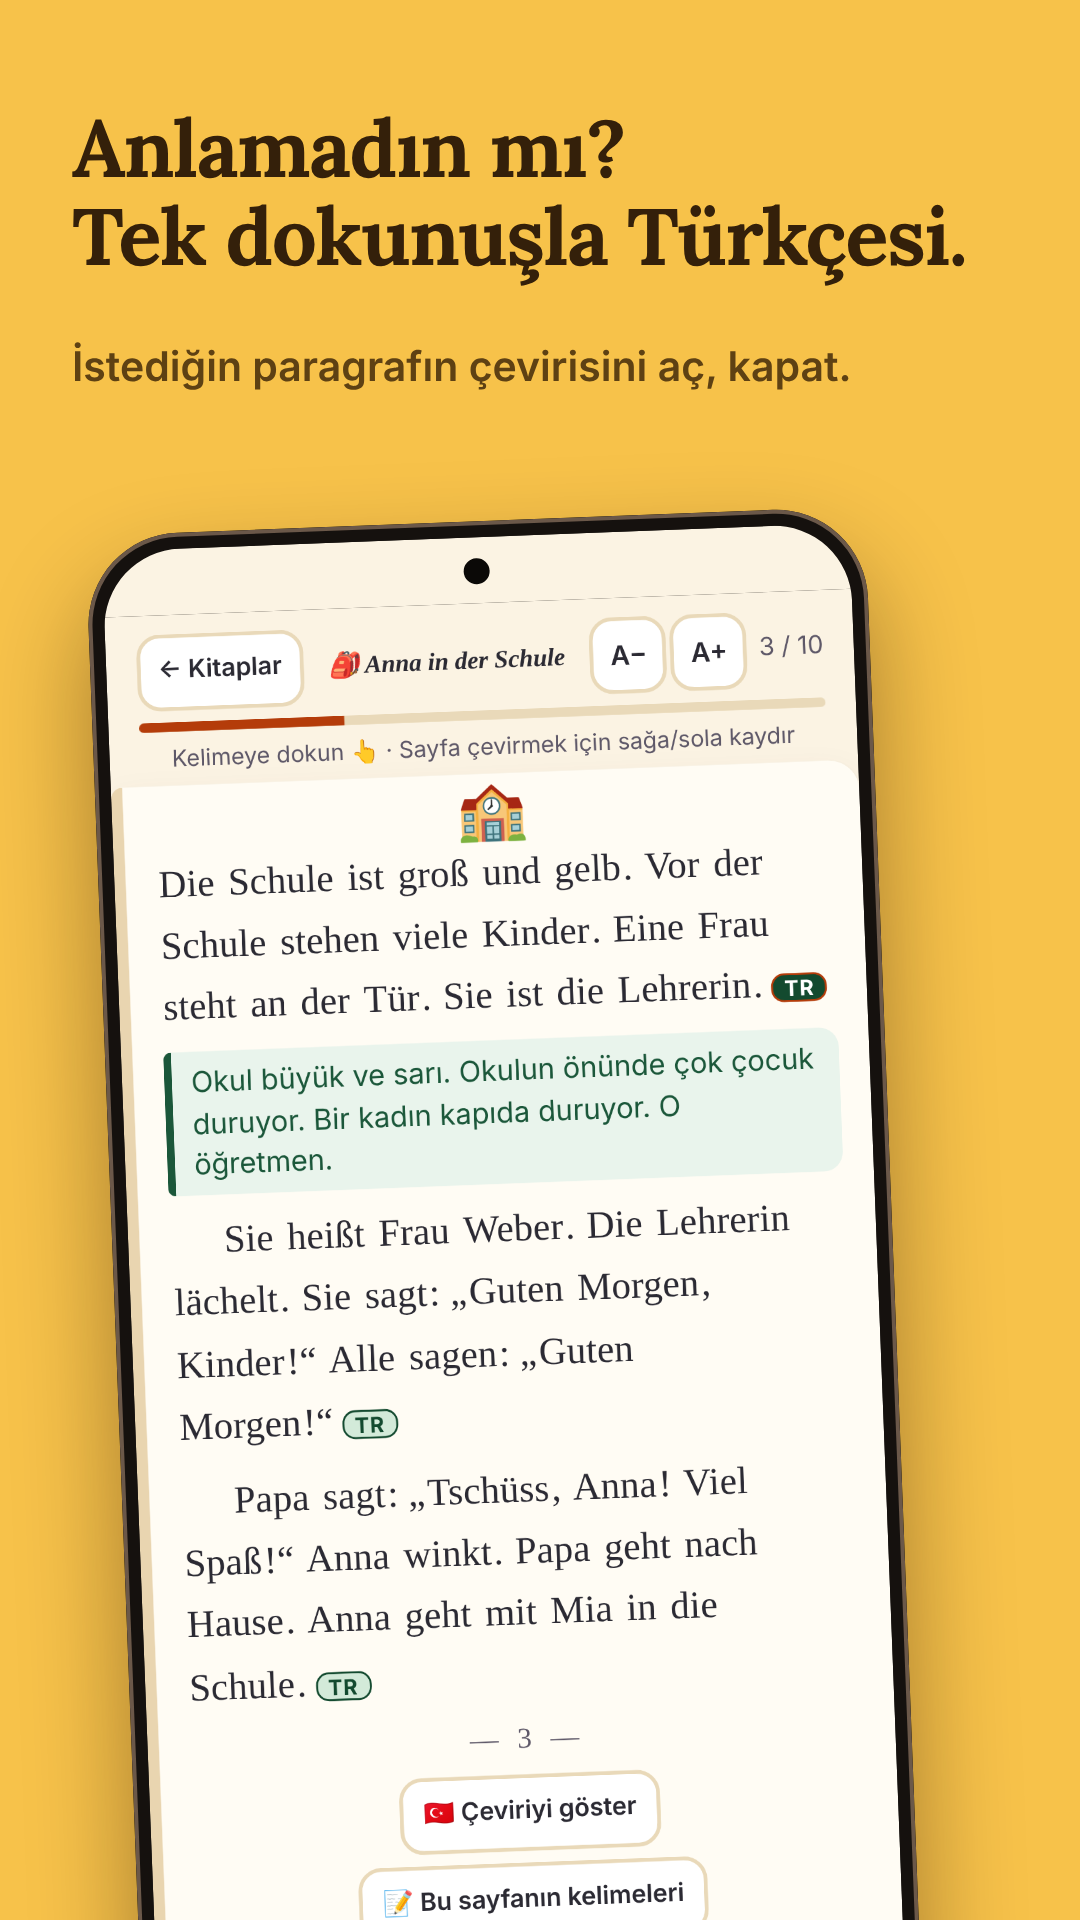 Anlamadın mı?
Tek dokunuşla Türkçesi.
İstediğin paragrafın çevirisini aç, kapat.
← Kitaplar
Anna in der Schule
A−
A+
3 / 10
Kelimeye dokun 👆 · Sayfa çevirmek için sağa/sola kaydır
Die Schule ist groß und gelb. Vor der
Schule stehen viele Kinder. Eine Frau
steht an der Tür. Sie ist die Lehrerin. TR
Okul büyük ve sarı. Okulun önünde çok çocuk
duruyor. Bir kadın kapıda duruyor. O
öğretmen.
Sie heißt Frau Weber. Die Lehrerin
lächelt. Sie sagt: „Guten Morgen,
Kinder!“ Alle sagen: „Guten
Morgen!“ TR
Papa sagt: „Tschüss, Anna! Viel
Spaß!“ Anna winkt. Papa geht nach
Hause. Anna geht mit Mia in die
Schule. TR
— 3 —
Çeviriyi göster
Bu sayfanın kelimeleri